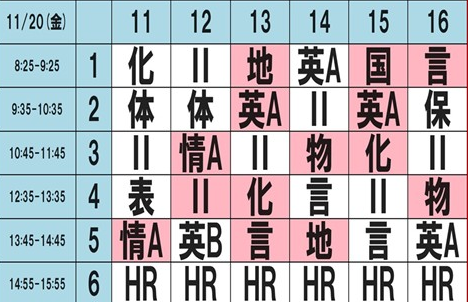 11/20(金) 11 12 13 14 15 16
8:25-9:25 1 化 II 地 英A 国 言
9:35-10:35 2 体 体 英A II 英A 保
10:45-11:45 3 II 情A II 物 化 II
12:35-13:35 4 表 II 化 言 II 物
13:45-14:45 5 情A 英B 言 地 言 英A
14:55-15:55 6 HR HR HR HR HR HR